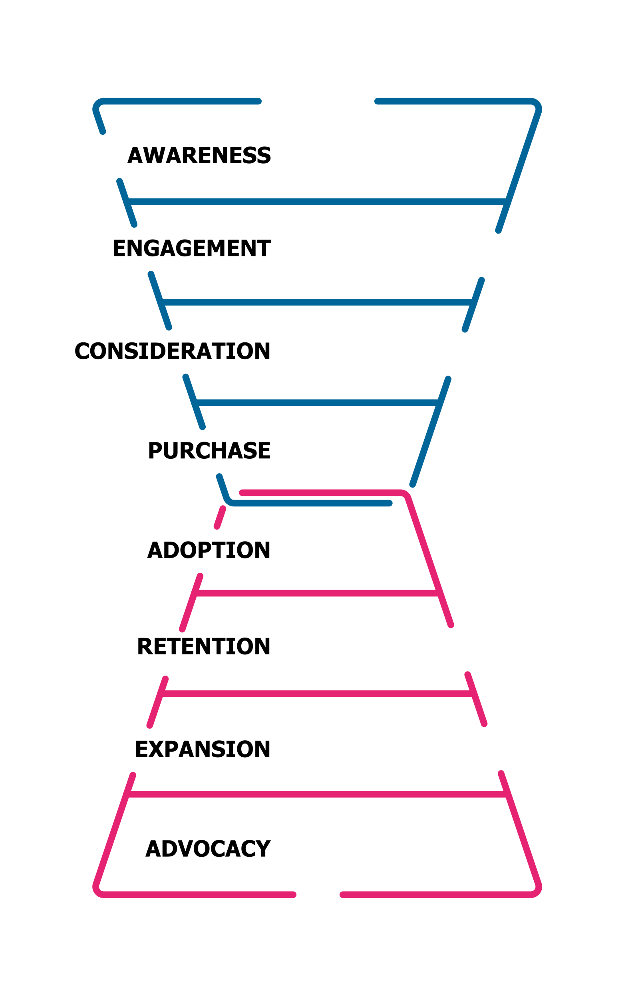 AWARENESS
ENGAGEMENT
CONSIDERATION
PURCHASE
ADOPTION
RETENTION
EXPANSION
ADVOCACY